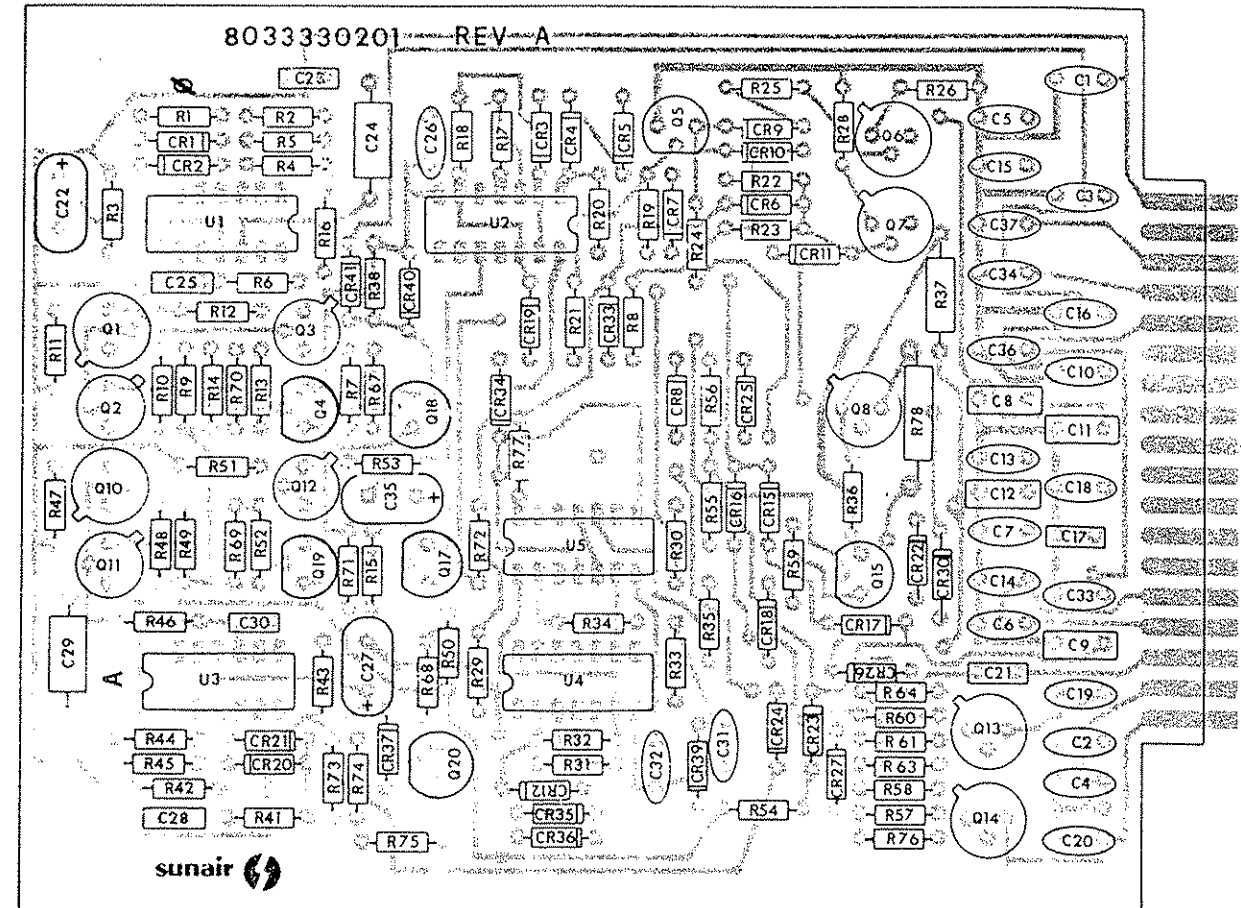 8033330201 REV A
C23
C1
R25
R26
R1
R2
C24
C26
R18
R17
CR3
CR4
CR5
Q5
R28
Q6
C5
CR1
R5
CR9
CR2
R4
CR10
C15
C22
R3
R22
C3
U1
R16
U2
R20
R19
CR7
CR6
R24
R23
Q7
C37
CR11
C25
R6
CR41
R38
CR40
C34
R37
R12
CR19
R21
CR33
R8
C16
R11
Q1
Q3
C36
C10
Q2
R10
R9
R14
R70
R13
Q4
R7
R67
Q18
CR34
CR8
R56
CR25
Q8
R78
C8
C11
R77
R51
R53
C13
R47
Q10
Q12
C35
+
R55
CR16
CR15
R36
C12
C18
R48
R49
R69
R52
R72
U5
R30
R59
C7
C17
Q11
Q19
R71
R15
Q17
Q15
CR22
CR30
C14
C33
R46
C30
R34
R35
CR18
CR17
C6
C29
R50
C9
A
U3
R43
C27
+
R68
R29
U4
R33
CR26
C21
R64
C19
R44
CR21
CR37
Q20
R32
C32
CR39
C31
CR24
CR23
R60
Q13
C2
R45
CR20
R73
R74
R31
CR27
R61
R63
R42
CR12
R58
C4
C28
R41
CR35
R54
R57
Q14
R75
CR36
R76
C20
sunair
+